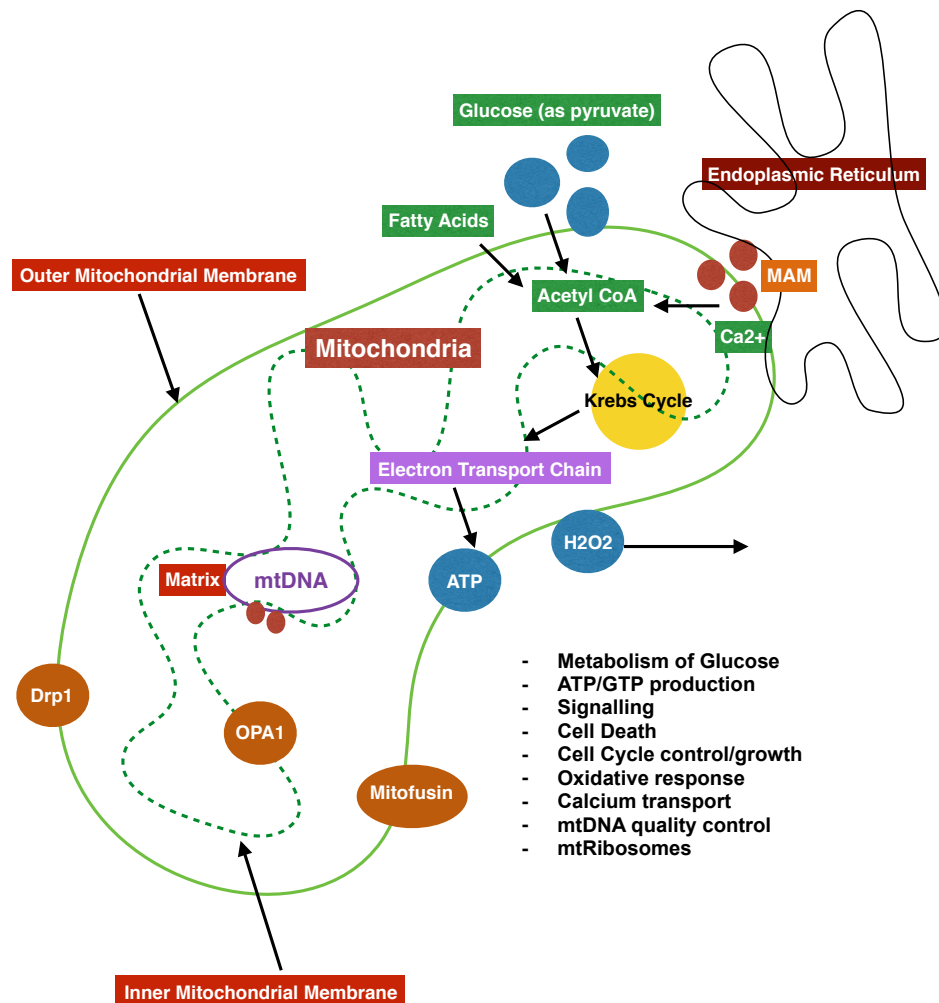 Glucose (as pyruvate)
Endoplasmic Reticulum
Fatty Acids
Outer Mitochondrial Membrane
MAM
Acetyl CoA
Ca2+
Mitochondria
Krebs Cycle
Electron Transport Chain
H2O2
ATP
Matrix
mtDNA
Drp1
OPA1
Mitofusin
- Metabolism of Glucose
- ATP/GTP production
- Signalling
- Cell Death
- Cell Cycle control/growth
- Oxidative response
- Calcium transport
- mtDNA quality control
- mtRibosomes
Inner Mitochondrial Membrane